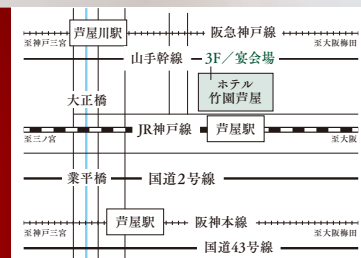 芦屋川駅
阪急神戸線
至神戸三宮
至大阪梅田
山手幹線
3F／宴会場
ホテル
竹園芦屋
大正橋
JR神戸線
芦屋駅
至三ノ宮
至大阪
業平橋
国道2号線
芦屋駅
阪神本線
至神戸三宮
至大阪梅田
国道43号線